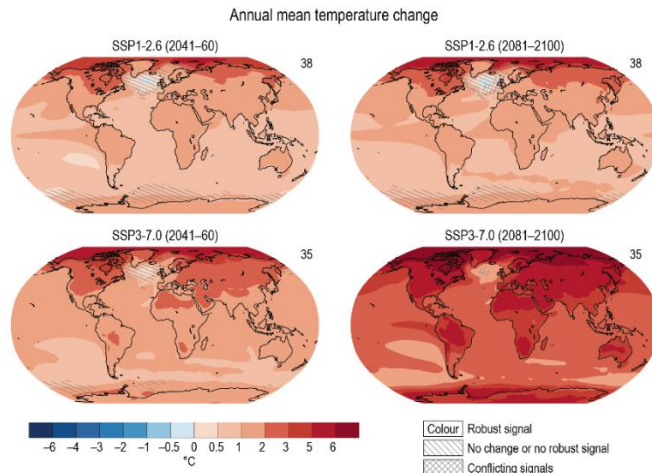 Annual mean temperature change
SSP1-2.6 (2041–60)
38
SSP1-2.6 (2081–2100)
38
SSP3-7.0 (2041–60)
35
SSP3-7.0 (2081–2100)
35
−6 −4 −3 −2 −1 −0.5 0 0.5 1 2 3 4 6
°C
Colour Robust signal
No change or no robust signal
Conflicting signals